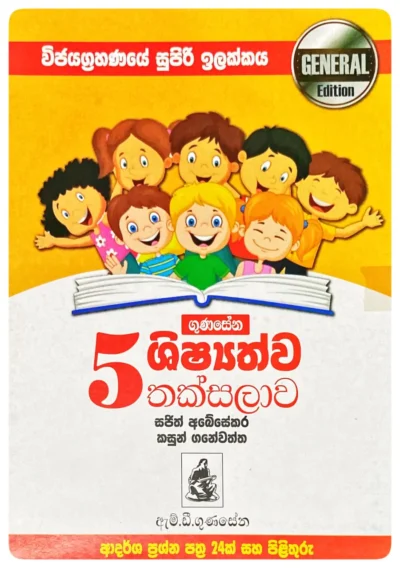 විජයග්‍රහණයේ සුපිරි ඉලක්කය
GENERAL
Edition
ගුණසේන
5 ශිෂ්‍යත්ව
තක්සලාව
සජිත් අබේසේකර
කසුන් ගනේවත්ත
ඇම්.ඩී.ගුණසේන
ආදර්ශ ප්‍රශ්න පත්‍ර 24ක් සහ පිළිතුරු